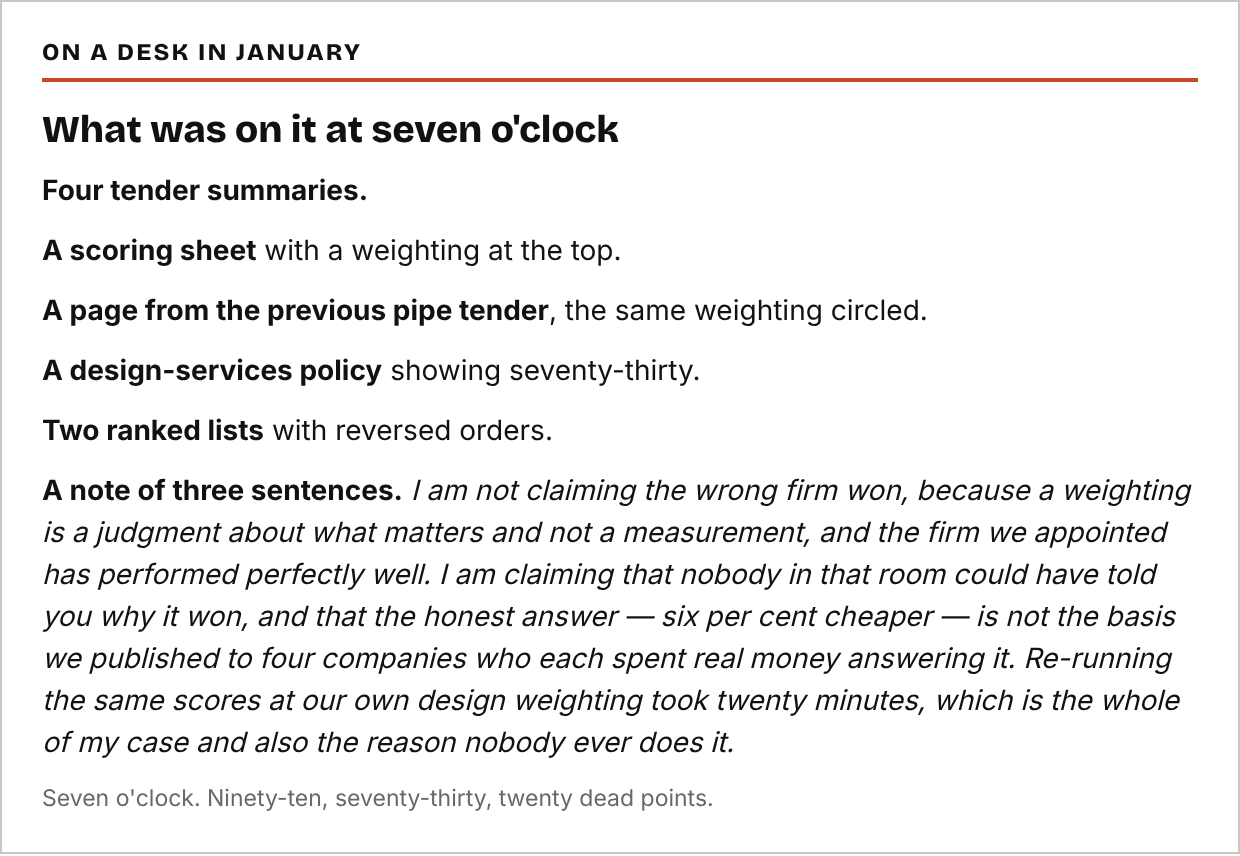 ON A DESK IN JANUARY
What was on it at seven o'clock
Four tender summaries.
A scoring sheet with a weighting at the top.
A page from the previous pipe tender, the same weighting circled.
A design-services policy showing seventy-thirty.
Two ranked lists with reversed orders.
A note of three sentences. I am not claiming the wrong firm won, because a weighting
is a judgment about what matters and not a measurement, and the firm we appointed
has performed perfectly well. I am claiming that nobody in that room could have told
you why it won, and that the honest answer — six per cent cheaper — is not the basis
we published to four companies who each spent real money answering it. Re-running
the same scores at our own design weighting took twenty minutes, which is the whole
of my case and also the reason nobody ever does it.
Seven o'clock. Ninety-ten, seventy-thirty, twenty dead points.